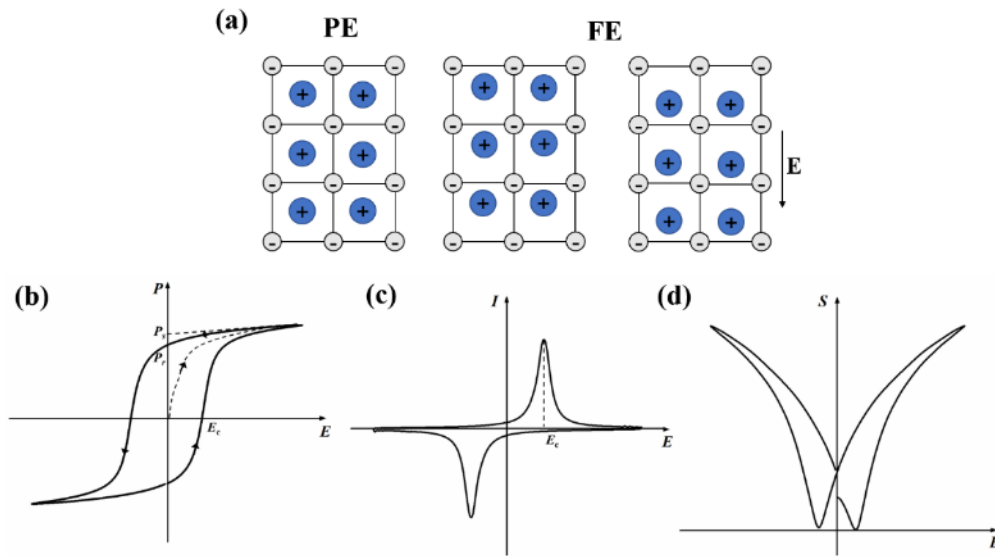 (a)
PE
FE
- - - - - - - - -
+ + + + + +
- - - - - - - - -
+ + + + + +
E
- - - - - - - - -
+ + + + + +
- - - - - - - - -
(b)
P
Ps
Pr
Ec
E
(c)
I
Ec
E
(d)
S